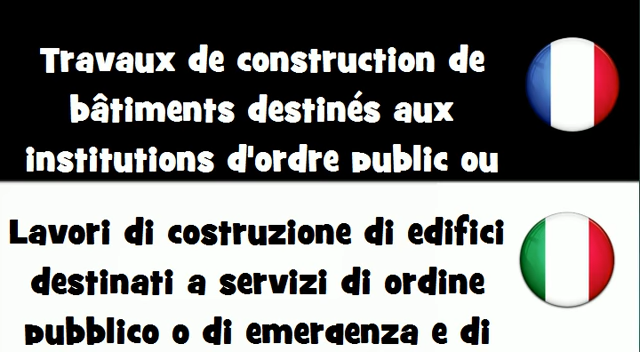 Travaux de construction de
bâtiments destinés aux
institutions d'ordre public ou
Lavori di costruzione di edifici
destinati a servizi di ordine
pubblico o di emergenza e di